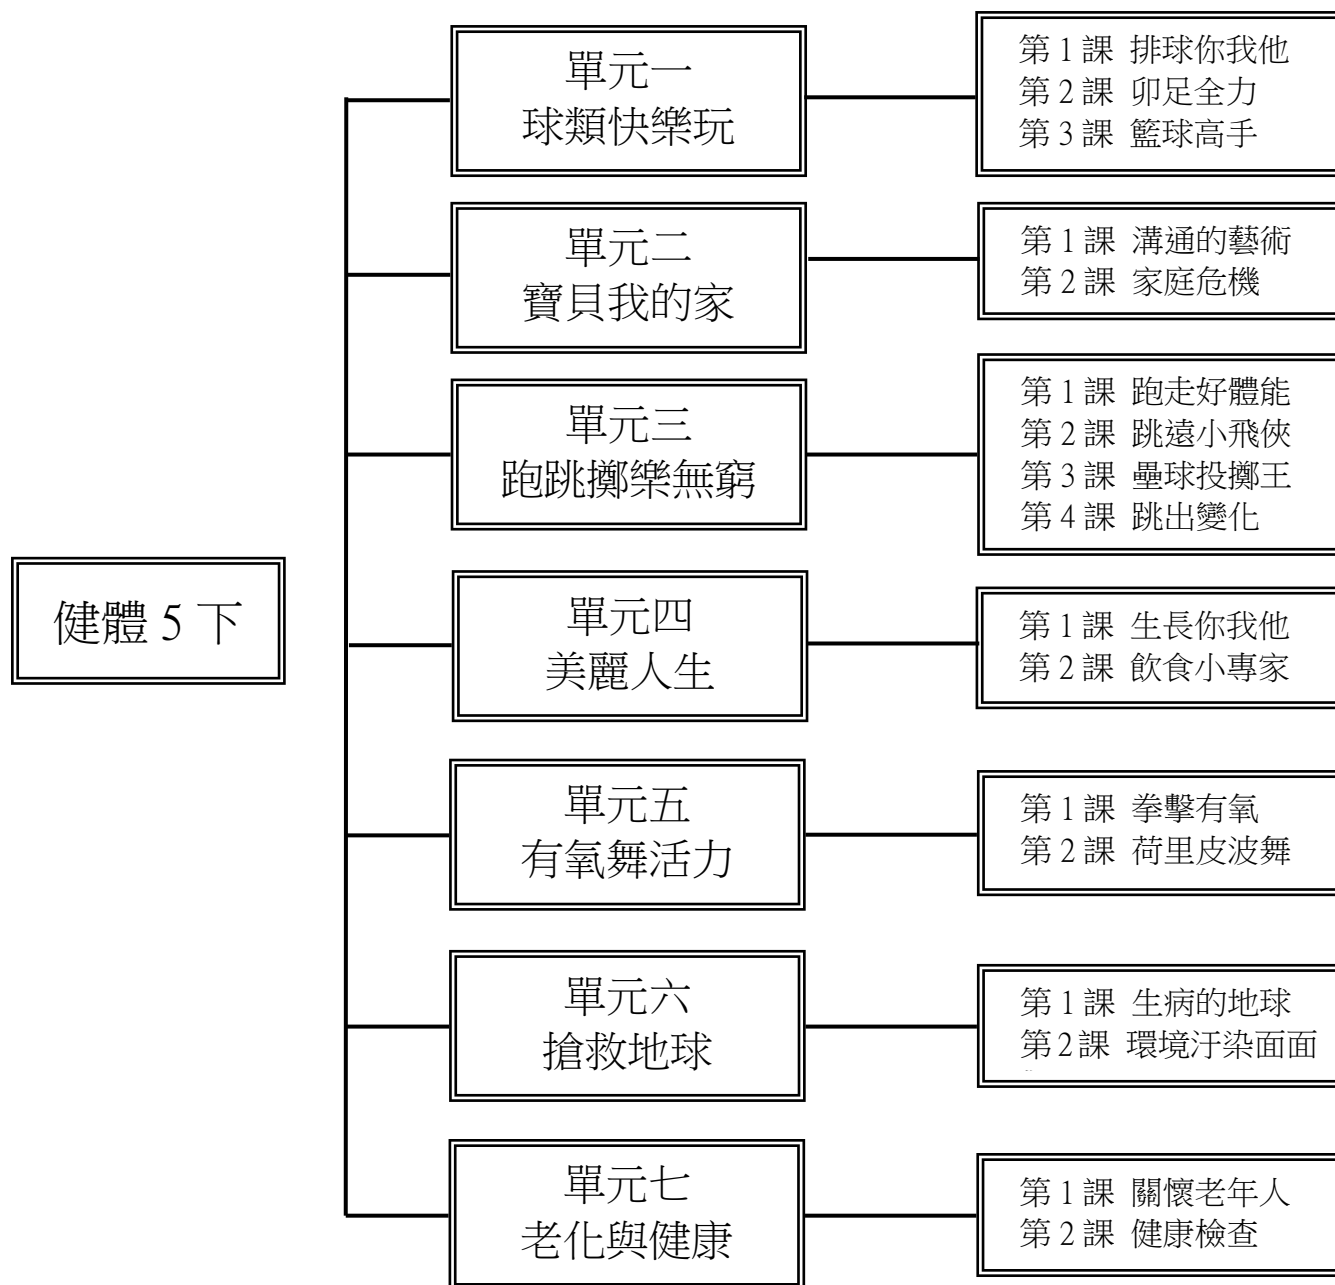 健體 5 下
單元一
球類快樂玩
第 1 課 排球你我他
第 2 課 卯足全力
第 3 課 籃球高手
單元二
寶貝我的家
第 1 課 溝通的藝術
第 2 課 家庭危機
單元三
跑跳擲樂無窮
第 1 課 跑走好體能
第 2 課 跳遠小飛俠
第 3 課 壘球投擲王
第 4 課 跳出變化
單元四
美麗人生
第 1 課 生長你我他
第 2 課 飲食小專家
單元五
有氧舞活力
第 1 課 拳擊有氧
第 2 課 荷里皮波舞
單元六
搶救地球
第 1 課 生病的地球
第 2 課 環境汙染面面
單元七
老化與健康
第 1 課 關懷老年人
第 2 課 健康檢查